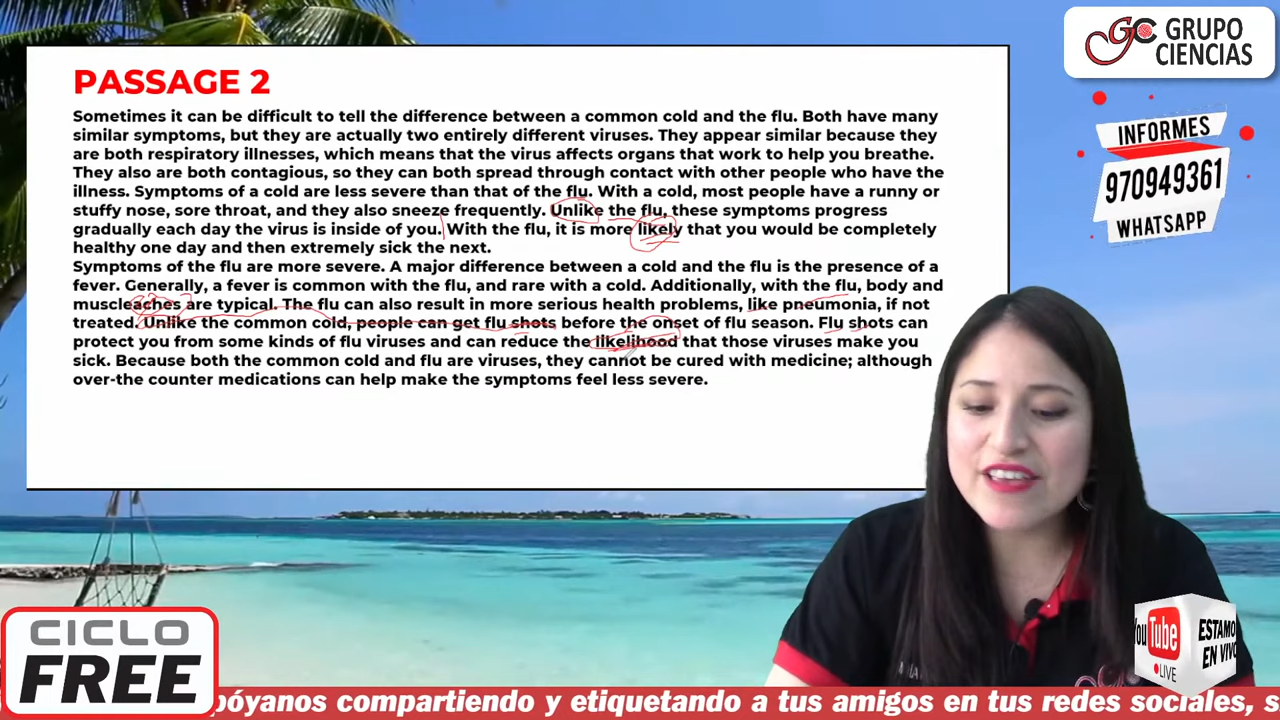 PASSAGE 2
Sometimes it can be difficult to tell the difference between a common cold and the flu. Both have many
similar symptoms, but they are actually two entirely different viruses. They appear similar because they
are both respiratory illnesses, which means that the virus affects organs that work to help you breathe.
They also are both contagious, so they can both spread through contact with other people who have the
illness. Symptoms of a cold are less severe than that of the flu. With a cold, most people have a runny or
stuffy nose, sore throat, and they also sneeze frequently. Unlike the flu, these symptoms progress
gradually each day the virus is inside of you. With the flu, it is more likely that you would be completely
healthy one day and then extremely sick the next.
Symptoms of the flu are more severe. A major difference between a cold and the flu is the presence of a
fever. Generally, a fever is common with the flu, and rare with a cold. Additionally, with the flu, body and
muscleaches are typical. The flu can also result in more serious health problems, like pneumonia, if not
treated. Unlike the common cold, people can get flu shots before the onset of flu season. Flu shots can
protect you from some kinds of flu viruses and can reduce the likelihood that those viruses make you
sick. Because both the common cold and flu are viruses, they cannot be cured with medicine; although
over-the counter medications can help make the symptoms feel less severe.
GC GRUPO
CIENCIAS
INFORMES
970949361
WHATSAPP
CICLO
FREE
YouTube
LIVE
ESTAMO
EN VIVO
póyanos compartiendo y etiquetando a tus amigos en tus redes sociales, s